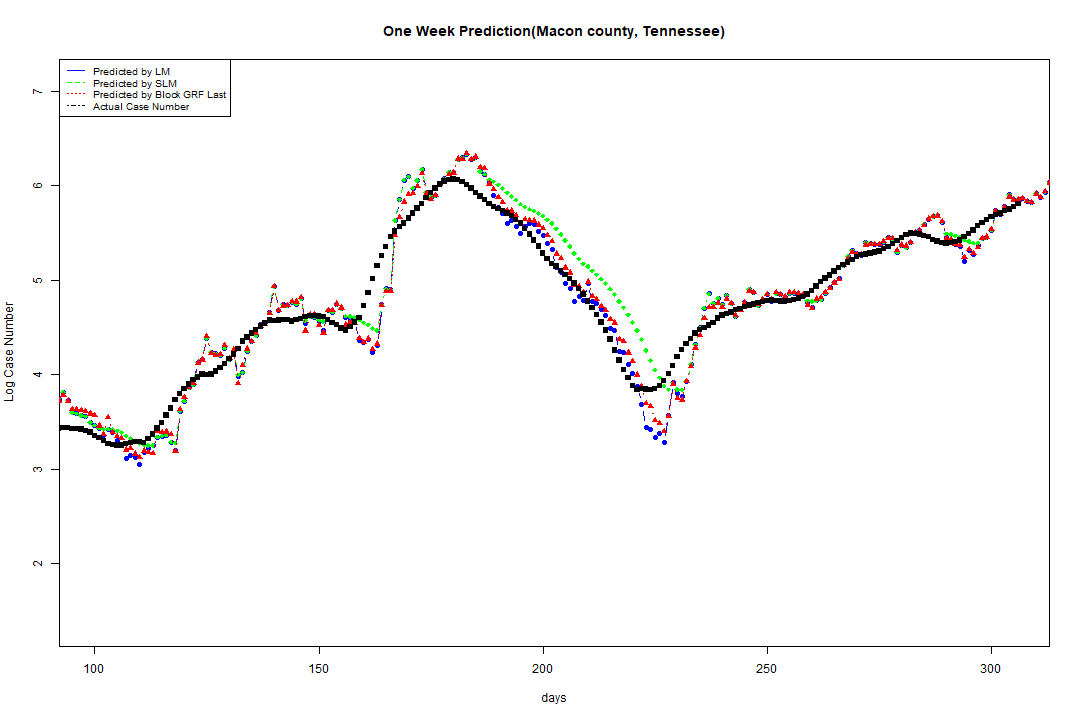 One Week Prediction(Macon county, Tennessee)
Predicted by LM
Predicted by SLM
Predicted by Block GRF Last
Actual Case Number
7
6
5
4
3
2
Log Case Number
100 150 200 250 300
days